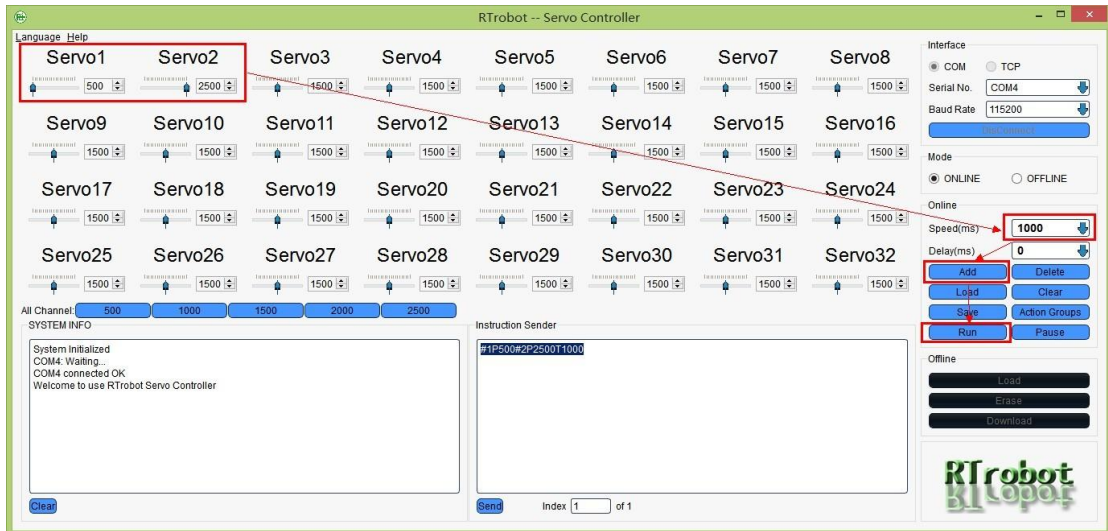 RTrobot -- Servo Controller
Language Help
Servo1 Servo2 Servo3 Servo4 Servo5 Servo6 Servo7 Servo8
500 2500 1500 1500 1500 1500 1500 1500
Servo9 Servo10 Servo11 Servo12 Servo13 Servo14 Servo15 Servo16
1500 1500 1500 1500 1500 1500 1500 1500
Servo17 Servo18 Servo19 Servo20 Servo21 Servo22 Servo23 Servo24
1500 1500 1500 1500 1500 1500 1500 1500
Servo25 Servo26 Servo27 Servo28 Servo29 Servo30 Servo31 Servo32
1500 1500 1500 1500 1500 1500 1500 1500
All Channel: 500 1000 1500 2000 2500
SYSTEM INFO
System Initialized
COM4: Waiting...
COM4 connected OK
Welcome to use RTrobot Servo Controller
Clear
Instruction Sender
#1P500#2P2500T1000
Send Index 1 of 1
Interface
COM TCP
Serial No. COM4
Baud Rate 115200
DisConnect
Mode
ONLINE OFFLINE
Online
Speed(ms) 1000
Delay(ms) 0
Add Delete
Load Clear
Save Action Groups
Run Pause
Offline
Load
Erase
Download
RTrobot